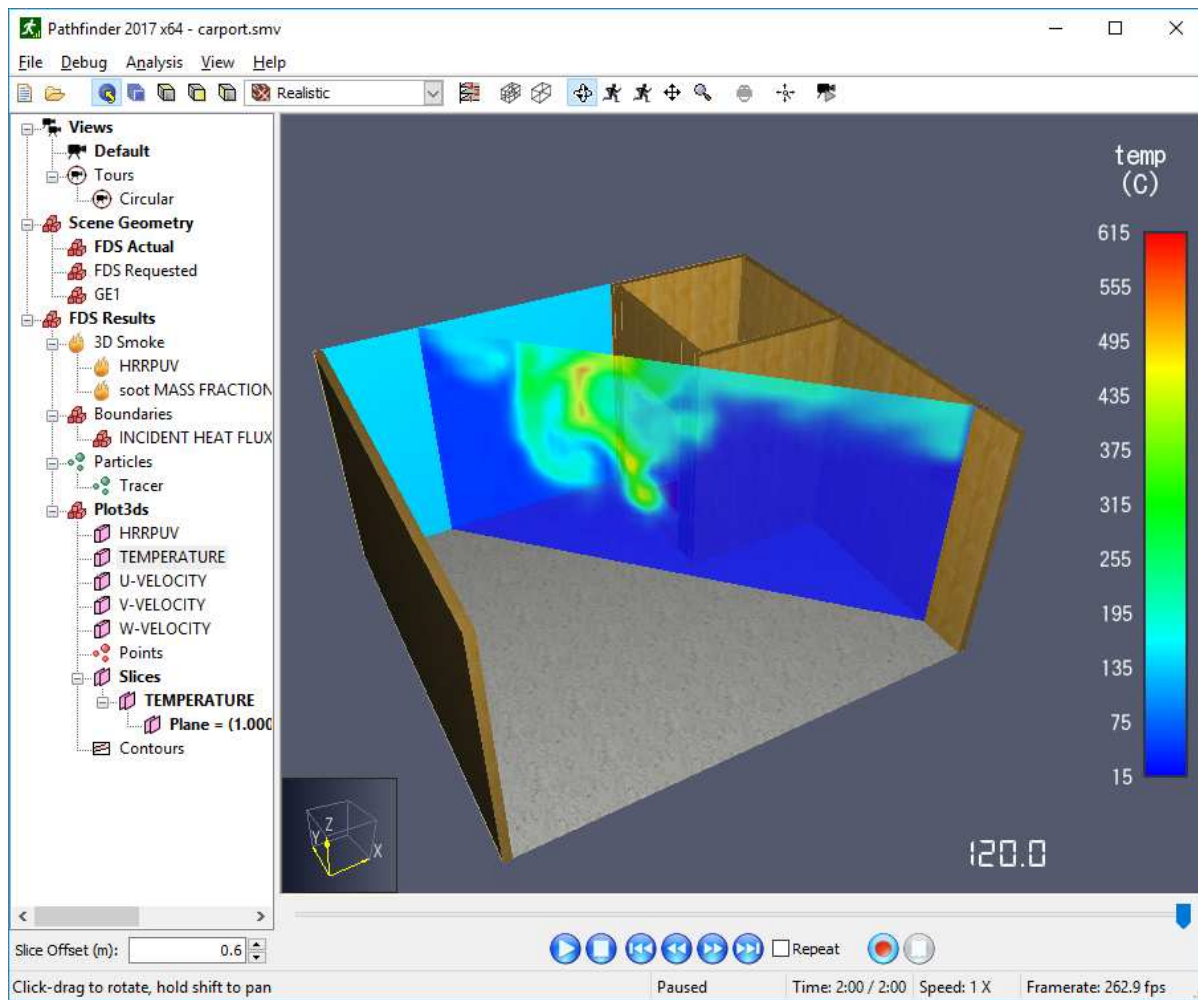 Pathfinder 2017 x64 - carport.smv
File Debug Analysis View Help
Realistic
Views
Default
Tours
Circular
Scene Geometry
FDS Actual
FDS Requested
GE1
FDS Results
3D Smoke
HRRPUV
soot MASS FRACTION
Boundaries
INCIDENT HEAT FLUX
Particles
Tracer
Plot3ds
HRRPUV
TEMPERATURE
U-VELOCITY
V-VELOCITY
W-VELOCITY
Points
Slices
TEMPERATURE
Plane = (1.000
Contours
temp
(C)
615
555
495
435
375
315
255
195
135
75
15
Z
Y
X
120.0
Slice Offset (m): 0.6
Repeat
Click-drag to rotate, hold shift to pan
Paused
Time: 2:00 / 2:00
Speed: 1 X
Framerate: 262.9 fps